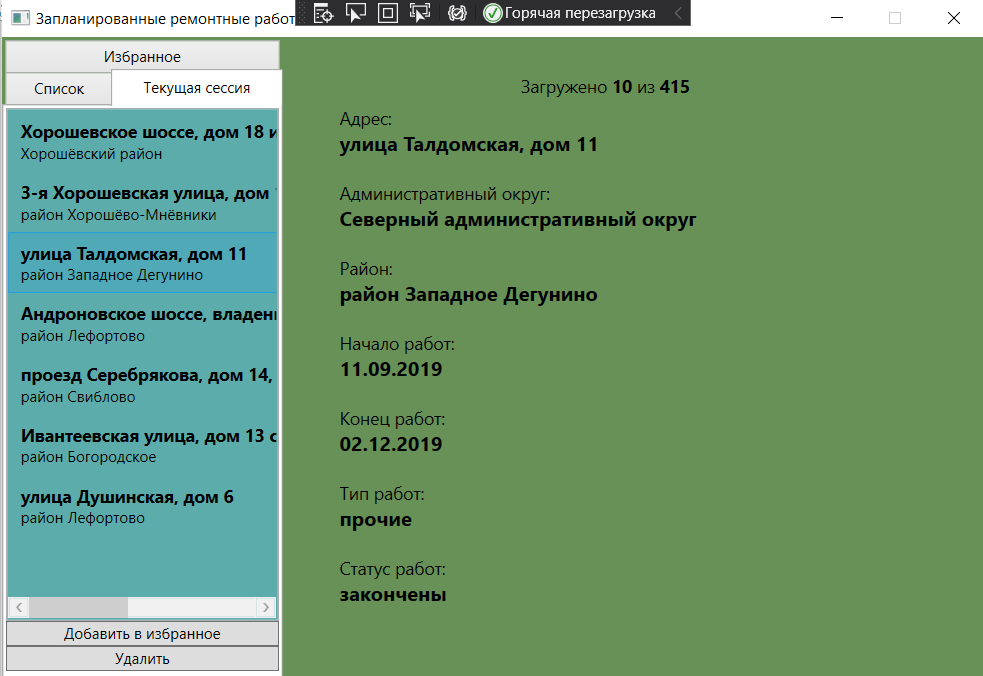 Запланированные ремонтные работ
Горячая перезагрузка
Избранное
Список
Текущая сессия
Хорошевское шоссе, дом 18
Хорошёвский район
3-я Хорошевская улица, дом
район Хорошёво-Мнёвники
улица Талдомская, дом 11
район Западное Дегунино
Андроновское шоссе, владен
район Лефортово
проезд Серебрякова, дом 14,
район Свиблово
Ивантеевская улица, дом 13 с
район Богородское
улица Душинская, дом 6
район Лефортово
Добавить в избранное
Удалить
Загружено 10 из 415
Адрес:
улица Талдомская, дом 11
Административный округ:
Северный административный округ
Район:
район Западное Дегунино
Начало работ:
11.09.2019
Конец работ:
02.12.2019
Тип работ:
прочие
Статус работ:
закончены